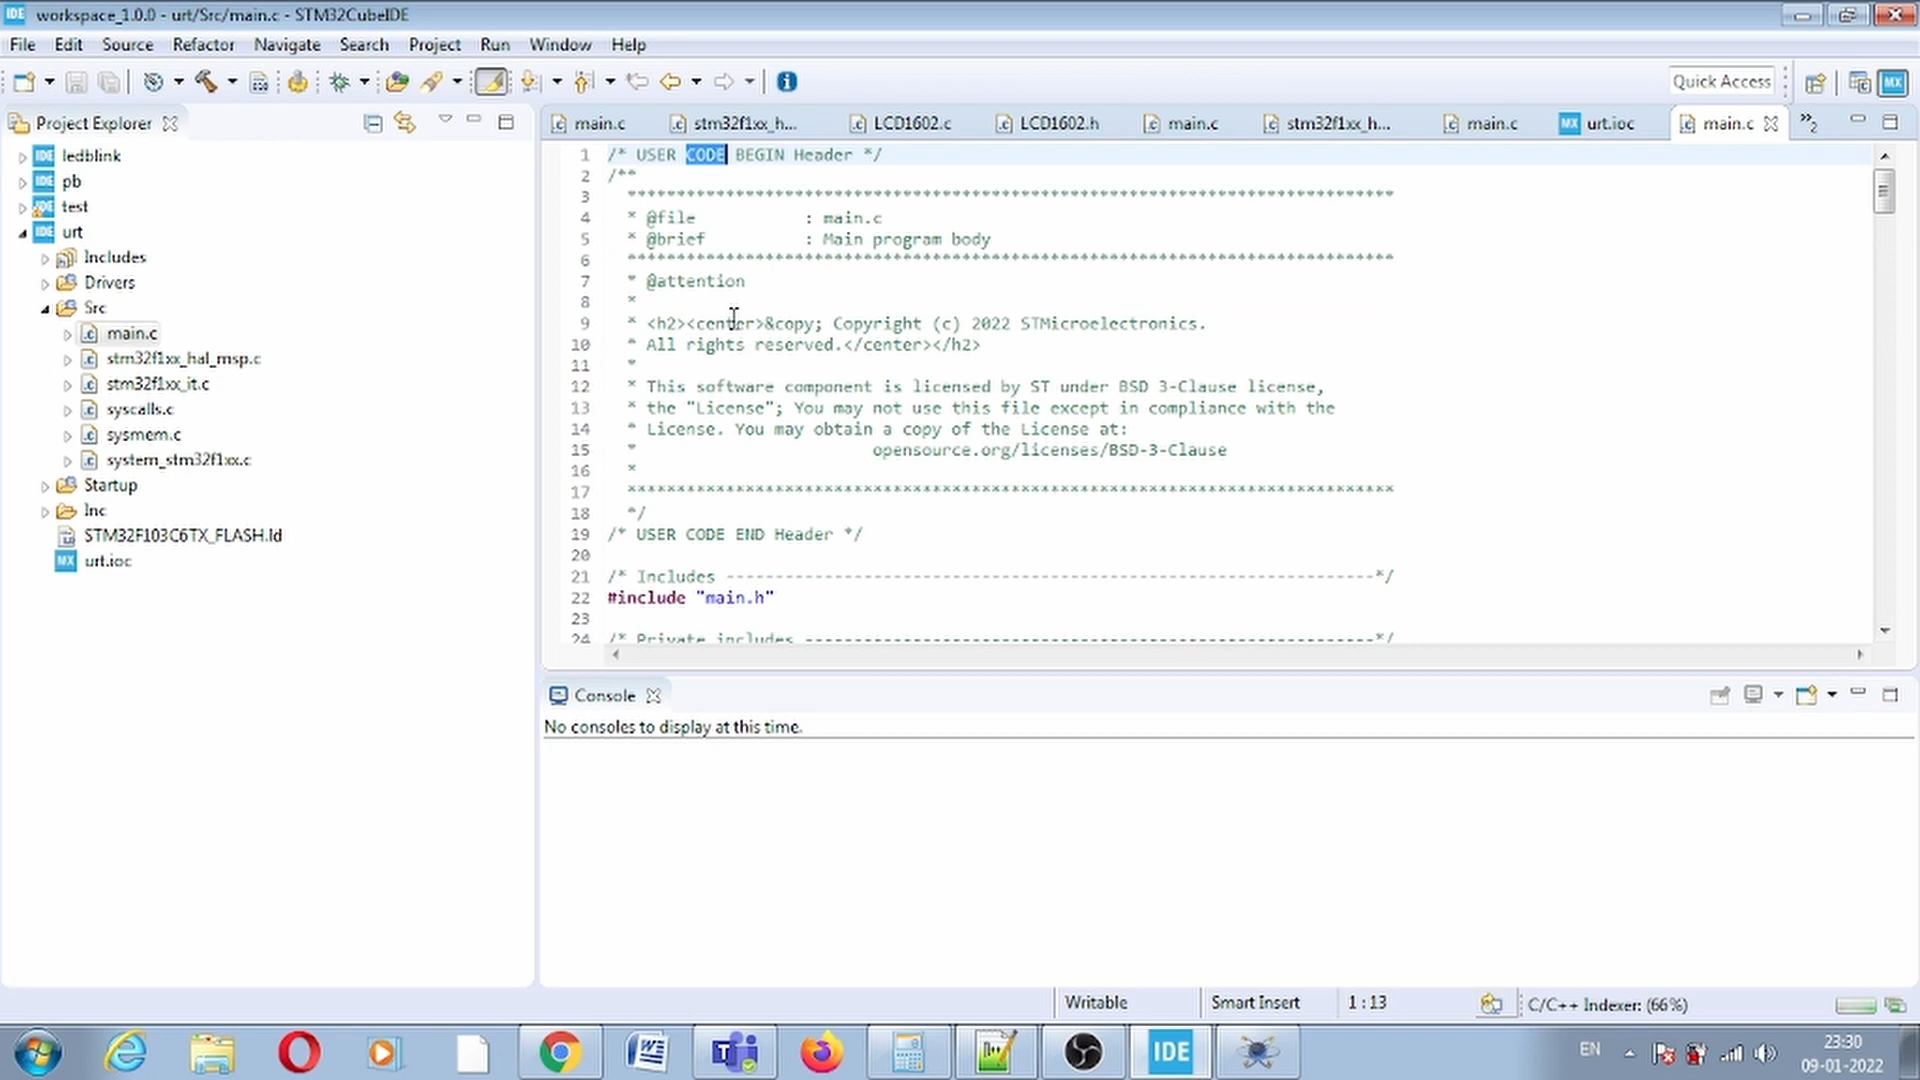 workspace_1.0.0 - urt/Src/main.c - STM32CubeIDE
File Edit Source Refactor Navigate Search Project Run Window Help
Quick Access
Project Explorer
ledblink
pb
test
urt
Includes
Drivers
Src
main.c
stm32f1xx_hal_msp.c
stm32f1xx_it.c
syscalls.c
sysmem.c
system_stm32f1xx.c
Startup
Inc
STM32F103C6TX_FLASH.ld
urt.ioc
main.c stm32f1xx_h... LCD1602.c LCD1602.h main.c stm32f1xx_h... main.c urt.ioc main.c »2
1 /* USER CODE BEGIN Header */
2 /**
3 ******************************************************************************
4 * @file : main.c
5 * @brief : Main program body
6 ******************************************************************************
7 * @attention
8 *
9 * <h2><center>&copy; Copyright (c) 2022 STMicroelectronics.
10 * All rights reserved.</center></h2>
11 *
12 * This software component is licensed by ST under BSD 3-Clause license,
13 * the "License"; You may not use this file except in compliance with the
14 * License. You may obtain a copy of the License at:
15 * opensource.org/licenses/BSD-3-Clause
16 *
17 ******************************************************************************
18 */
19 /* USER CODE END Header */
20
21 /* Includes ------------------------------------------------------------------*/
22 #include "main.h"
23
24 /* Private includes ----------------------------------------------------------*/
Console
No consoles to display at this time.
Writable Smart Insert 1 : 13 C/C++ Indexer: (66%)
IDE
EN
23:30
09-01-2022